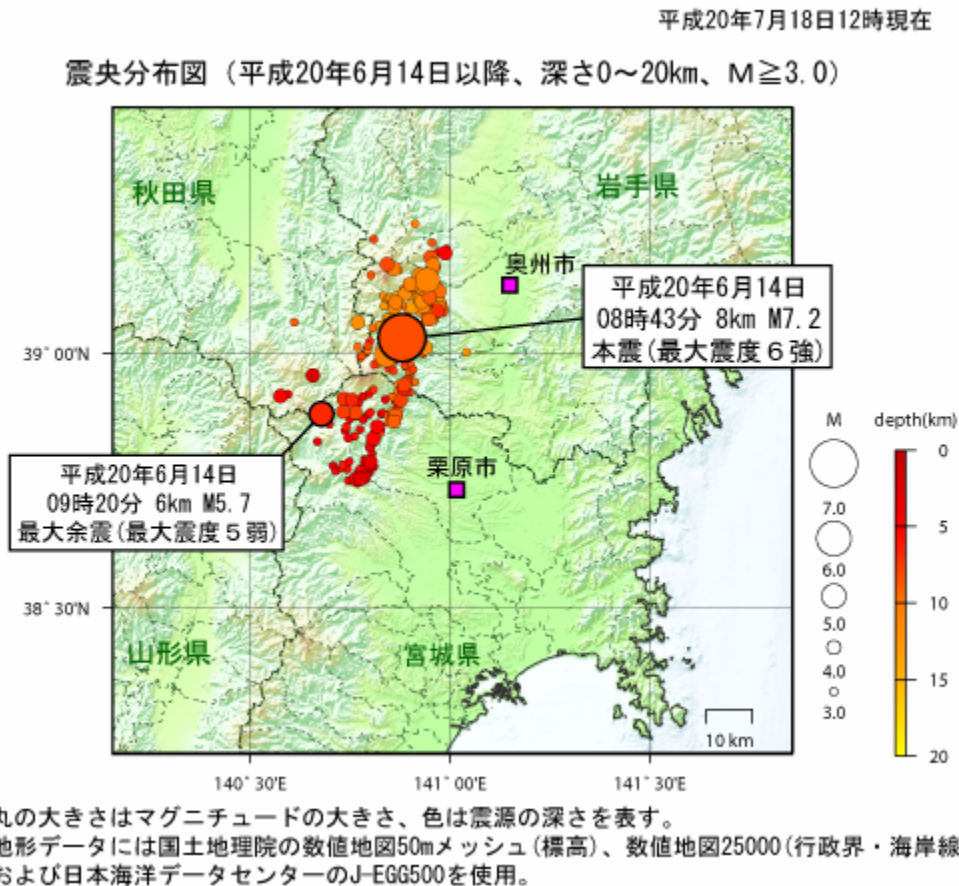 平成20年7月18日12時現在
震央分布図（平成20年6月14日以降、深さ0～20km、M≧3.0）
秋田県
岩手県
奥州市
平成20年6月14日
08時43分 8km M7.2
本震(最大震度６強)
39°00'N
M
depth(km)
0
平成20年6月14日
09時20分 6km M5.7
最大余震(最大震度５弱)
栗原市
7.0
5
6.0
38°30'N
10
5.0
山形県
宮城県
4.0
15
3.0
10 km
20
140°30'E
141°00'E
141°30'E
丸の大きさはマグニチュードの大きさ、色は震源の深さを表す。
地形データには国土地理院の数値地図50mメッシュ(標高)、数値地図25000(行政界・海岸線
および日本海洋データセンターのJ-EGG500を使用。